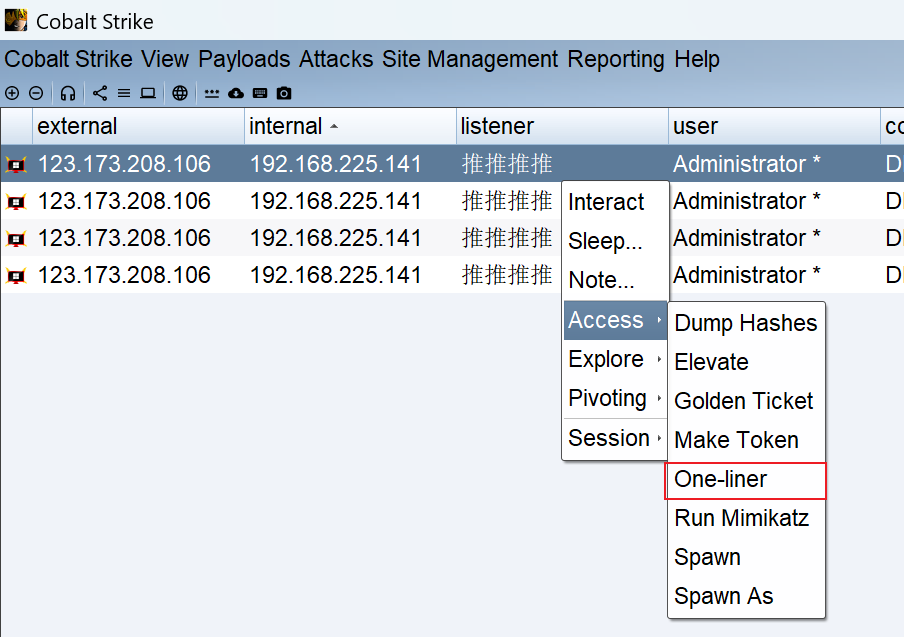 Cobalt Strike
Cobalt Strike View Payloads Attacks Site Management Reporting Help
external internal listener user co
123.173.208.106 192.168.225.141 推推推推 Administrator * D
123.173.208.106 192.168.225.141 推推推推 Administrator * D
123.173.208.106 192.168.225.141 推推推推 Administrator * D
123.173.208.106 192.168.225.141 推推推推 Administrator * D
Interact
Sleep...
Note...
Access
Explore
Pivoting
Session
Dump Hashes
Elevate
Golden Ticket
Make Token
One-liner
Run Mimikatz
Spawn
Spawn As